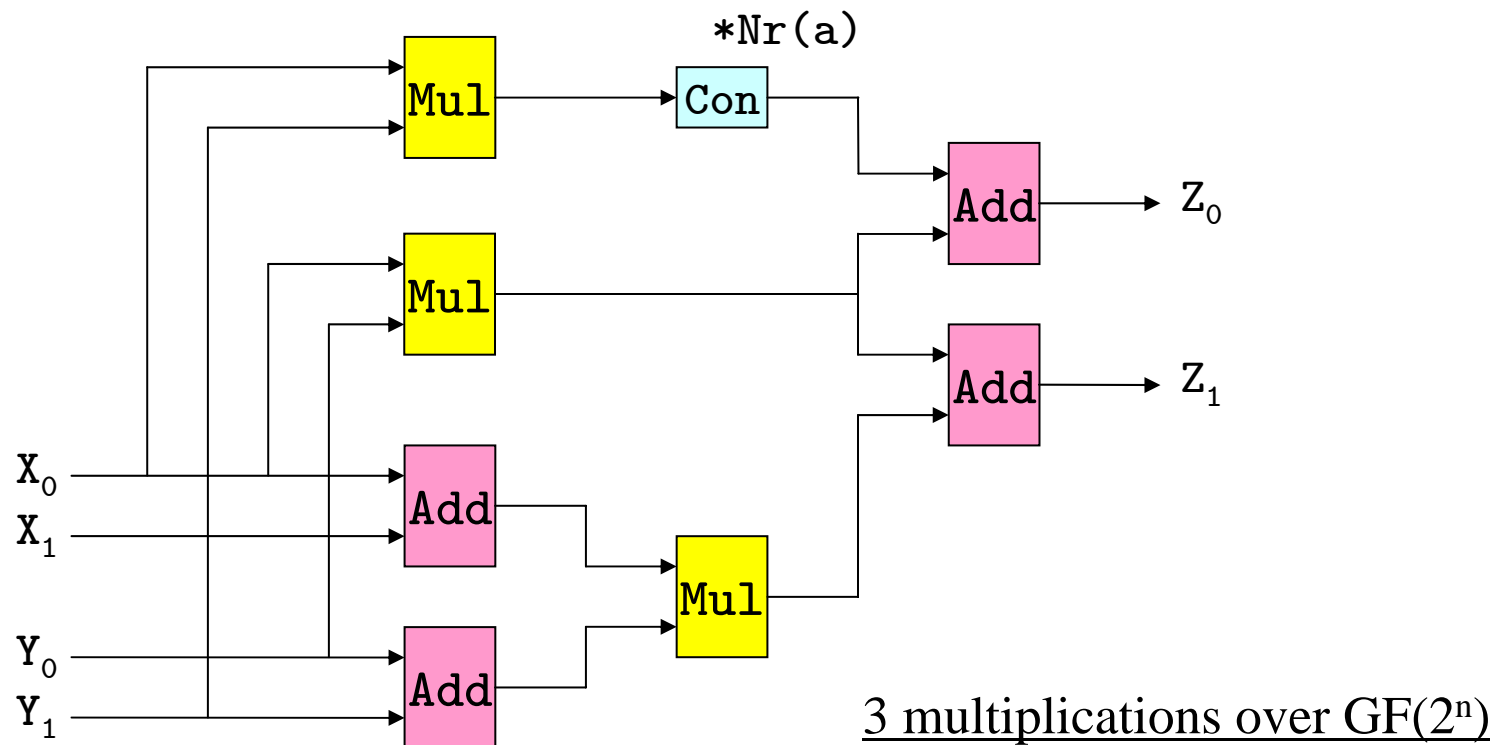 *Nr(a)
Mul
Con
Add
Z₀
Mul
Add
Z₁
X₀
Add
X₁
Mul
Y₀
Add
Y₁
3 multiplications over GF(2ⁿ)